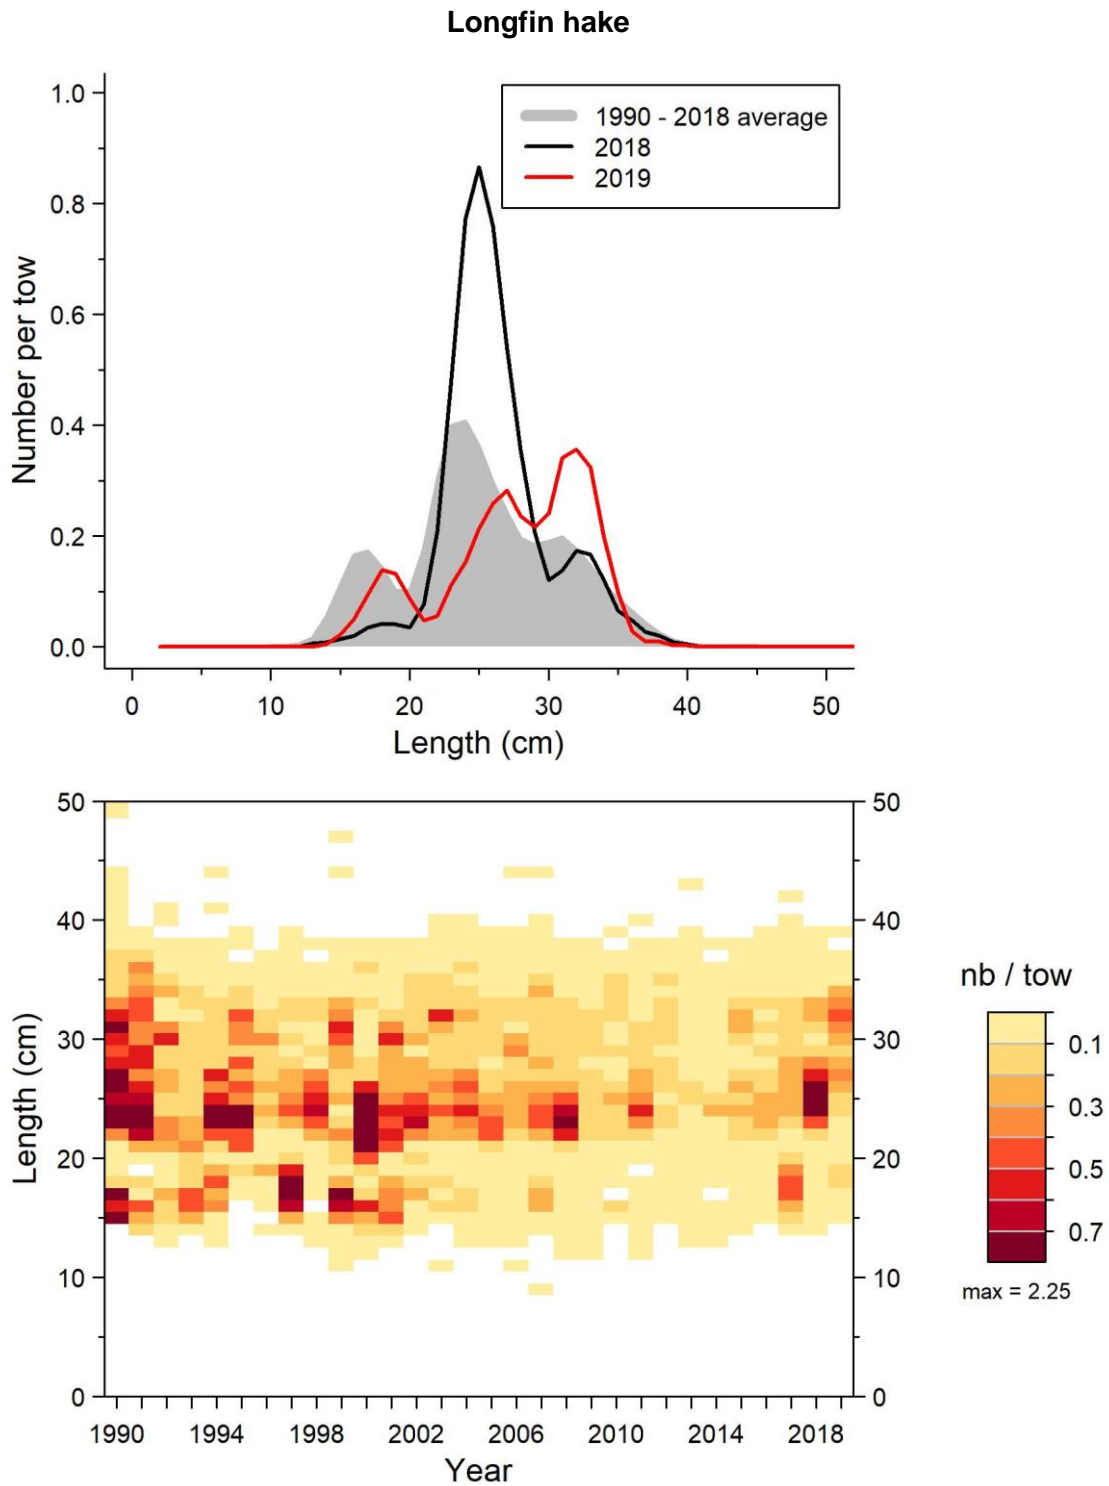 Longfin hake
1.0
0.8
0.6
0.4
0.2
0.0
Number per tow
1990 - 2018 average
2018
2019
0 10 20 30 40 50
Length (cm)
50
40
30
20
10
0
Length (cm)
50
40
30
20
10
0
1990 1994 1998 2002 2006 2010 2014 2018
Year
nb / tow
0.1
0.3
0.5
0.7
max = 2.25